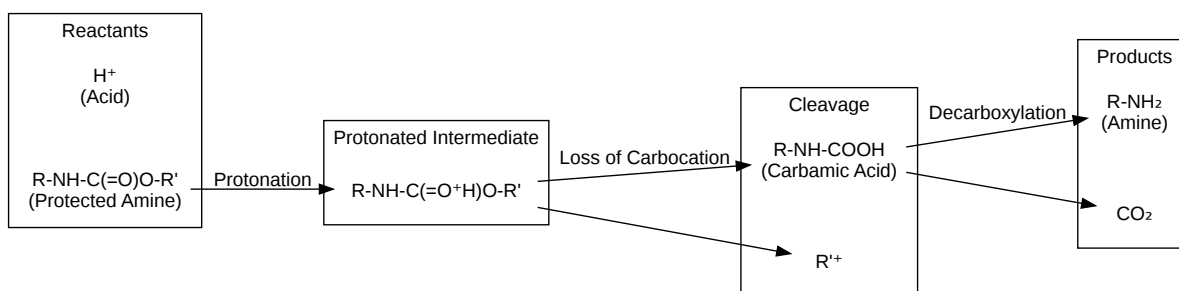 Reactants
H⁺
(Acid)
R-NH-C(=O)O-R'
(Protected Amine)
Protonation
Protonated Intermediate
R-NH-C(=O⁺H)O-R'
Loss of Carbocation
Cleavage
R-NH-COOH
(Carbamic Acid)
R'⁺
Decarboxylation
Products
R-NH₂
(Amine)
CO₂